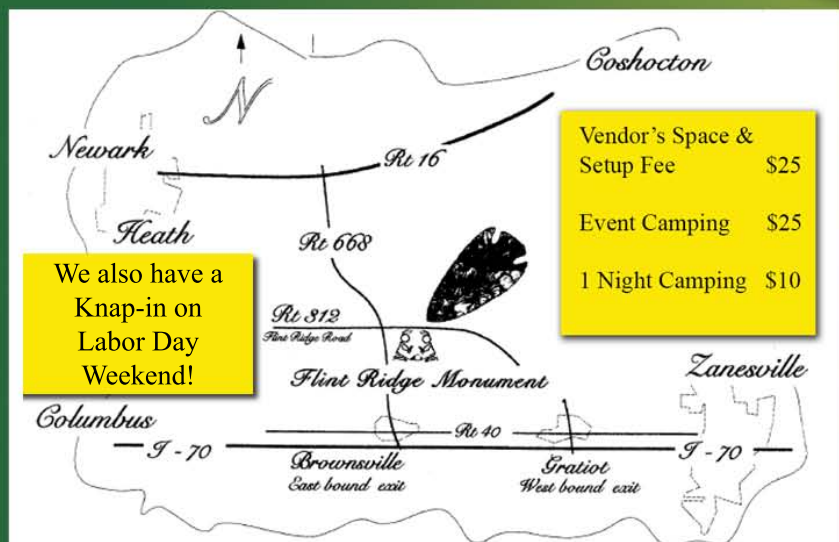 Coshocton
N
Newark
Rt 16
Vendor's Space &
Setup Fee $25
Event Camping $25
1 Night Camping $10
Heath
Rt 668
We also have a
Knap-in on
Labor Day
Weekend!
Rt 312
Flint Ridge Road
Flint Ridge Monument
Zanesville
Columbus
Rt 40
I - 70
I - 70
Brownsville
East bound exit
Gratiot
West bound exit